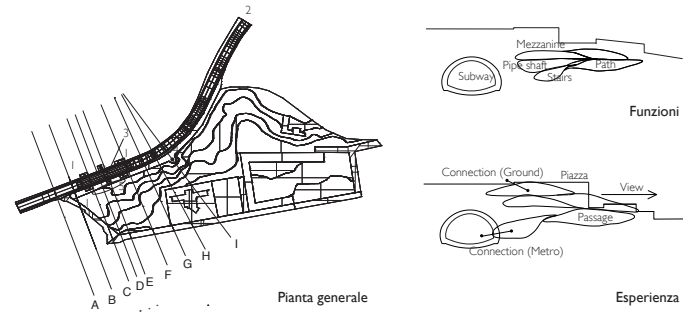 2
3
1
A
B
C
D
E
F
G
H
I
Pianta generale
Mezzanine
Subway
Pipe shaft
Path
Stairs
Funzioni
Connection (Ground)
Piazza
View
Passage
Connection (Metro)
Esperienza